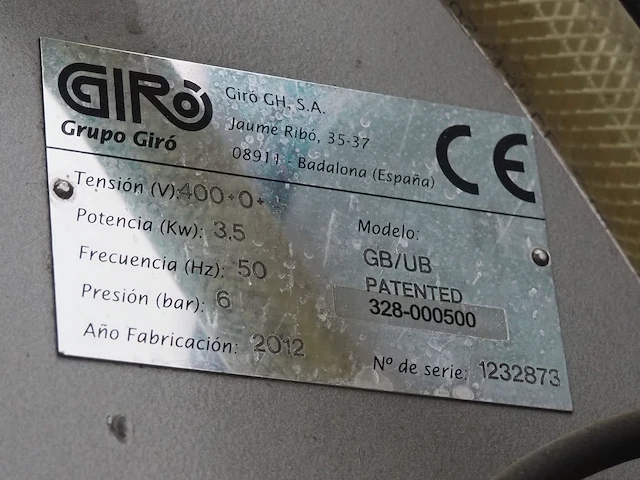 GIRó
Grupo Giró
Giró GH, S.A.
Jaume Ribó, 35-37
08911 - Badalona (España)
CE
Tensión (V): 400+0+
Potencia (Kw): 3,5
Frecuencia (Hz): 50
Presión (bar): 6
Año Fabricación: 2012
Modelo:
GB/UB
PATENTED
328-000500
Nº de serie: 1232873